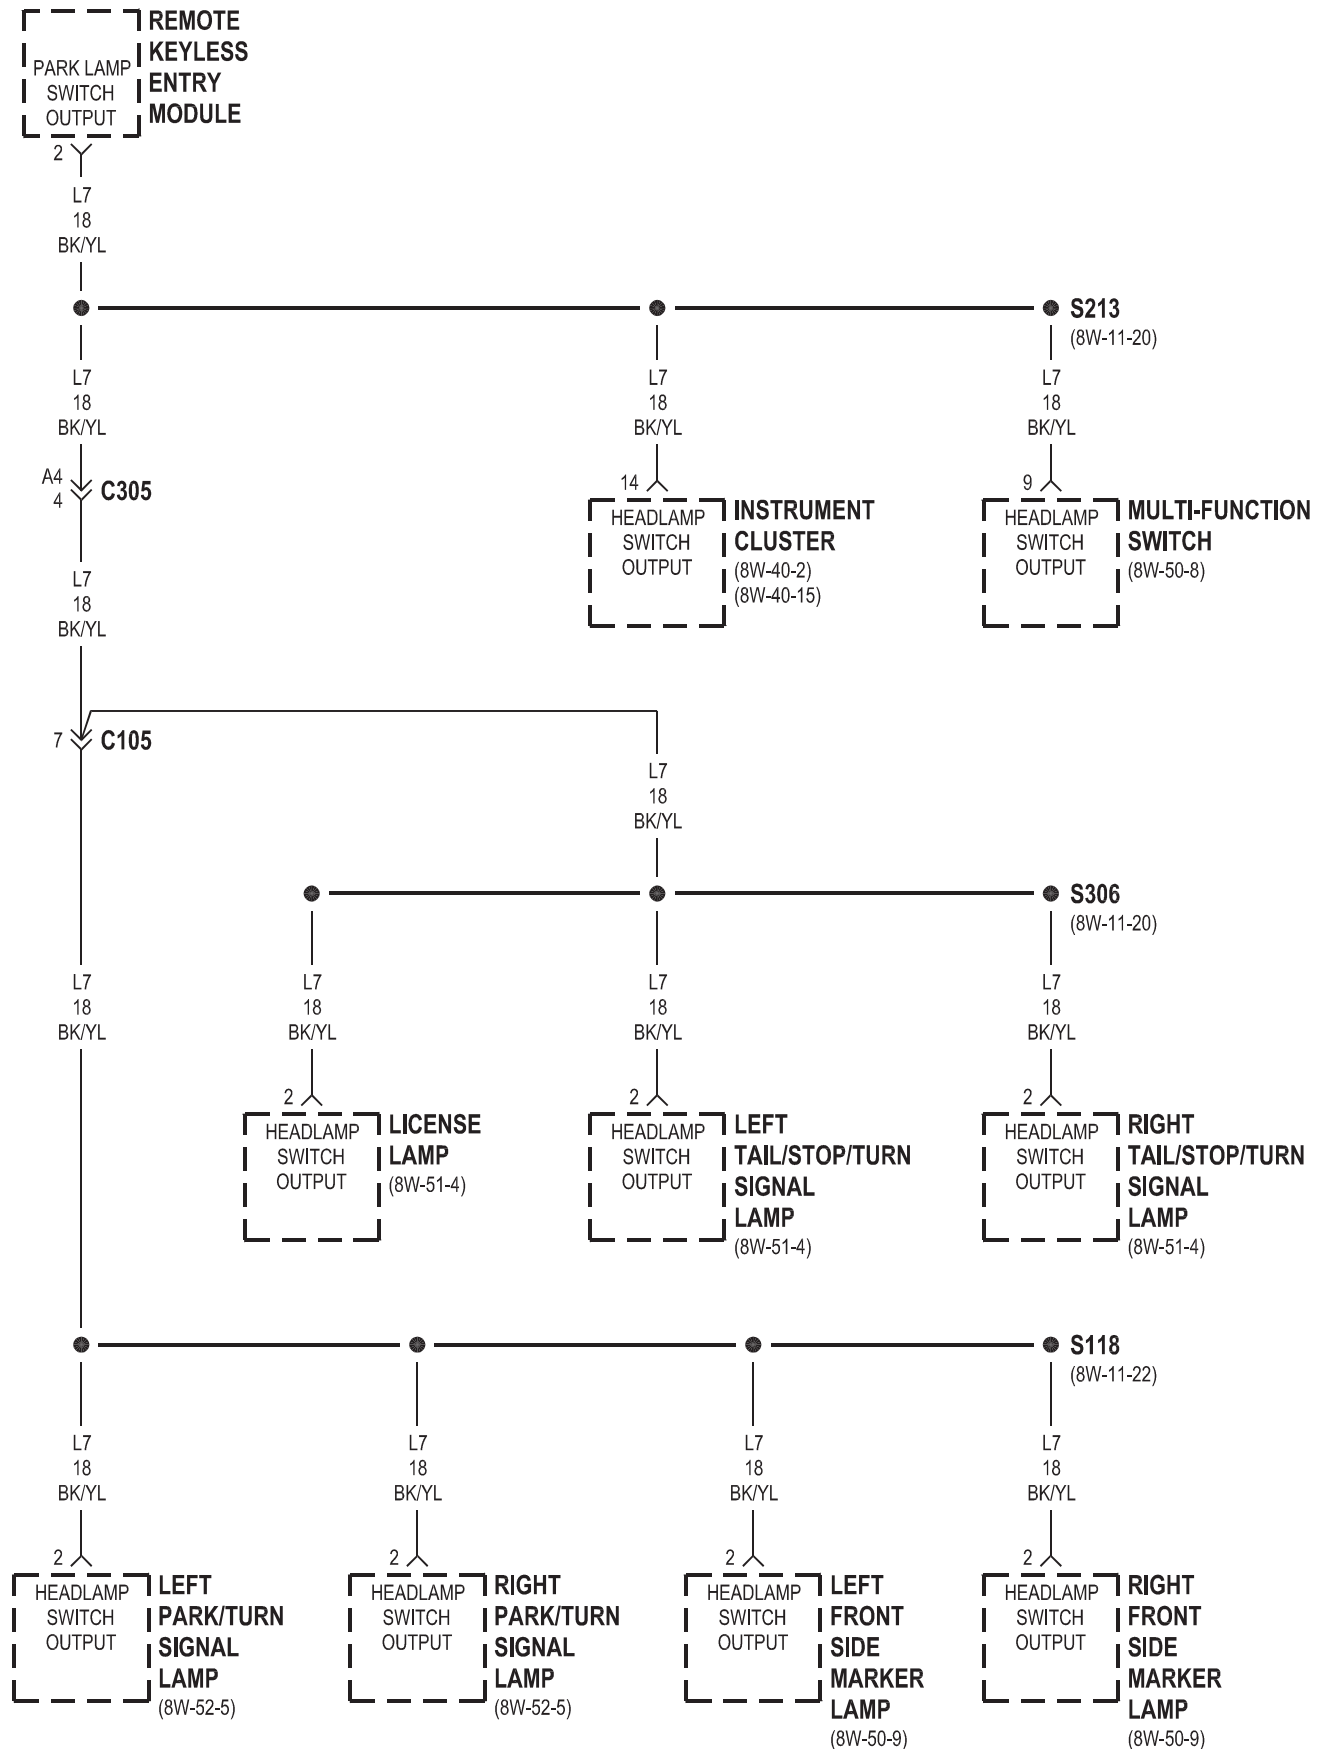 REMOTE
KEYLESS
ENTRY
MODULE
PARK LAMP
SWITCH
OUTPUT
2
L7
18
BK/YL
S213
(8W-11-20)
L7
18
BK/YL
L7
18
BK/YL
L7
18
BK/YL
A4
4
C305
14
HEADLAMP
SWITCH
OUTPUT
INSTRUMENT
CLUSTER
(8W-40-2)
(8W-40-15)
9
HEADLAMP
SWITCH
OUTPUT
MULTI-FUNCTION
SWITCH
(8W-50-8)
L7
18
BK/YL
7
C105
L7
18
BK/YL
S306
(8W-11-20)
L7
18
BK/YL
L7
18
BK/YL
L7
18
BK/YL
L7
18
BK/YL
2
HEADLAMP
SWITCH
OUTPUT
LICENSE
LAMP
(8W-51-4)
2
HEADLAMP
SWITCH
OUTPUT
LEFT
TAIL/STOP/TURN
SIGNAL
LAMP
(8W-51-4)
2
HEADLAMP
SWITCH
OUTPUT
RIGHT
TAIL/STOP/TURN
SIGNAL
LAMP
(8W-51-4)
S118
(8W-11-22)
L7
18
BK/YL
L7
18
BK/YL
L7
18
BK/YL
L7
18
BK/YL
2
HEADLAMP
SWITCH
OUTPUT
LEFT
PARK/TURN
SIGNAL
LAMP
(8W-52-5)
2
HEADLAMP
SWITCH
OUTPUT
RIGHT
PARK/TURN
SIGNAL
LAMP
(8W-52-5)
2
HEADLAMP
SWITCH
OUTPUT
LEFT
FRONT
SIDE
MARKER
LAMP
(8W-50-9)
2
HEADLAMP
SWITCH
OUTPUT
RIGHT
FRONT
SIDE
MARKER
LAMP
(8W-50-9)